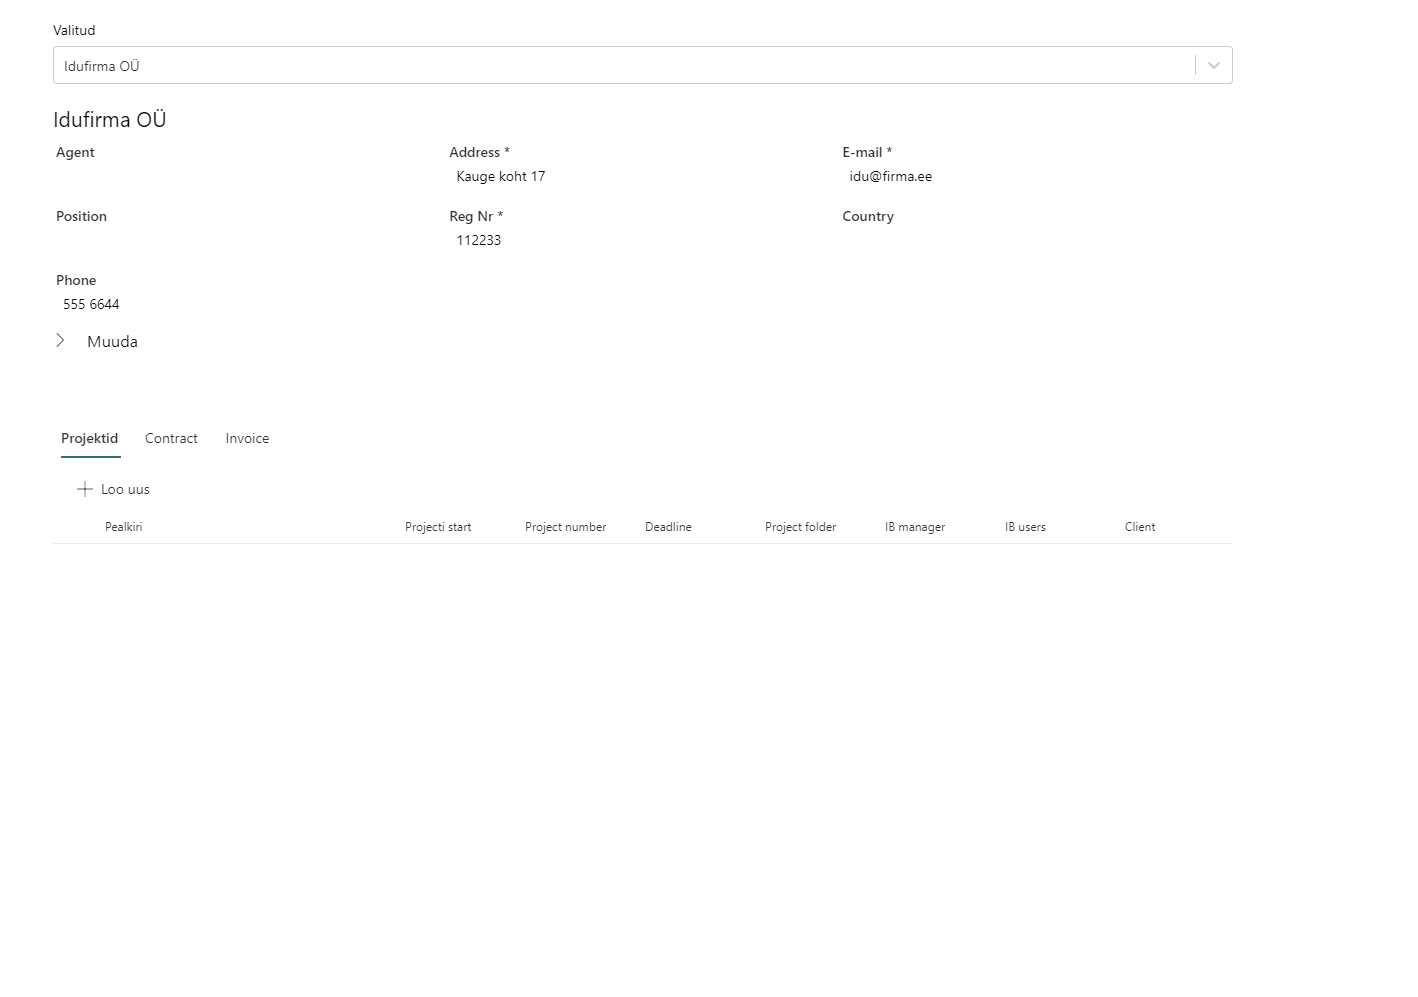 Valitud
Idufirma OÜ
Idufirma OÜ
Agent
Address *
Kauge koht 17
E-mail *
idu@firma.ee
Position
Reg Nr *
112233
Country
Phone
555 6644
Muuda
Projektid Contract Invoice
Loo uus
Pealkiri Projecti start Project number Deadline Project folder IB manager IB users Client